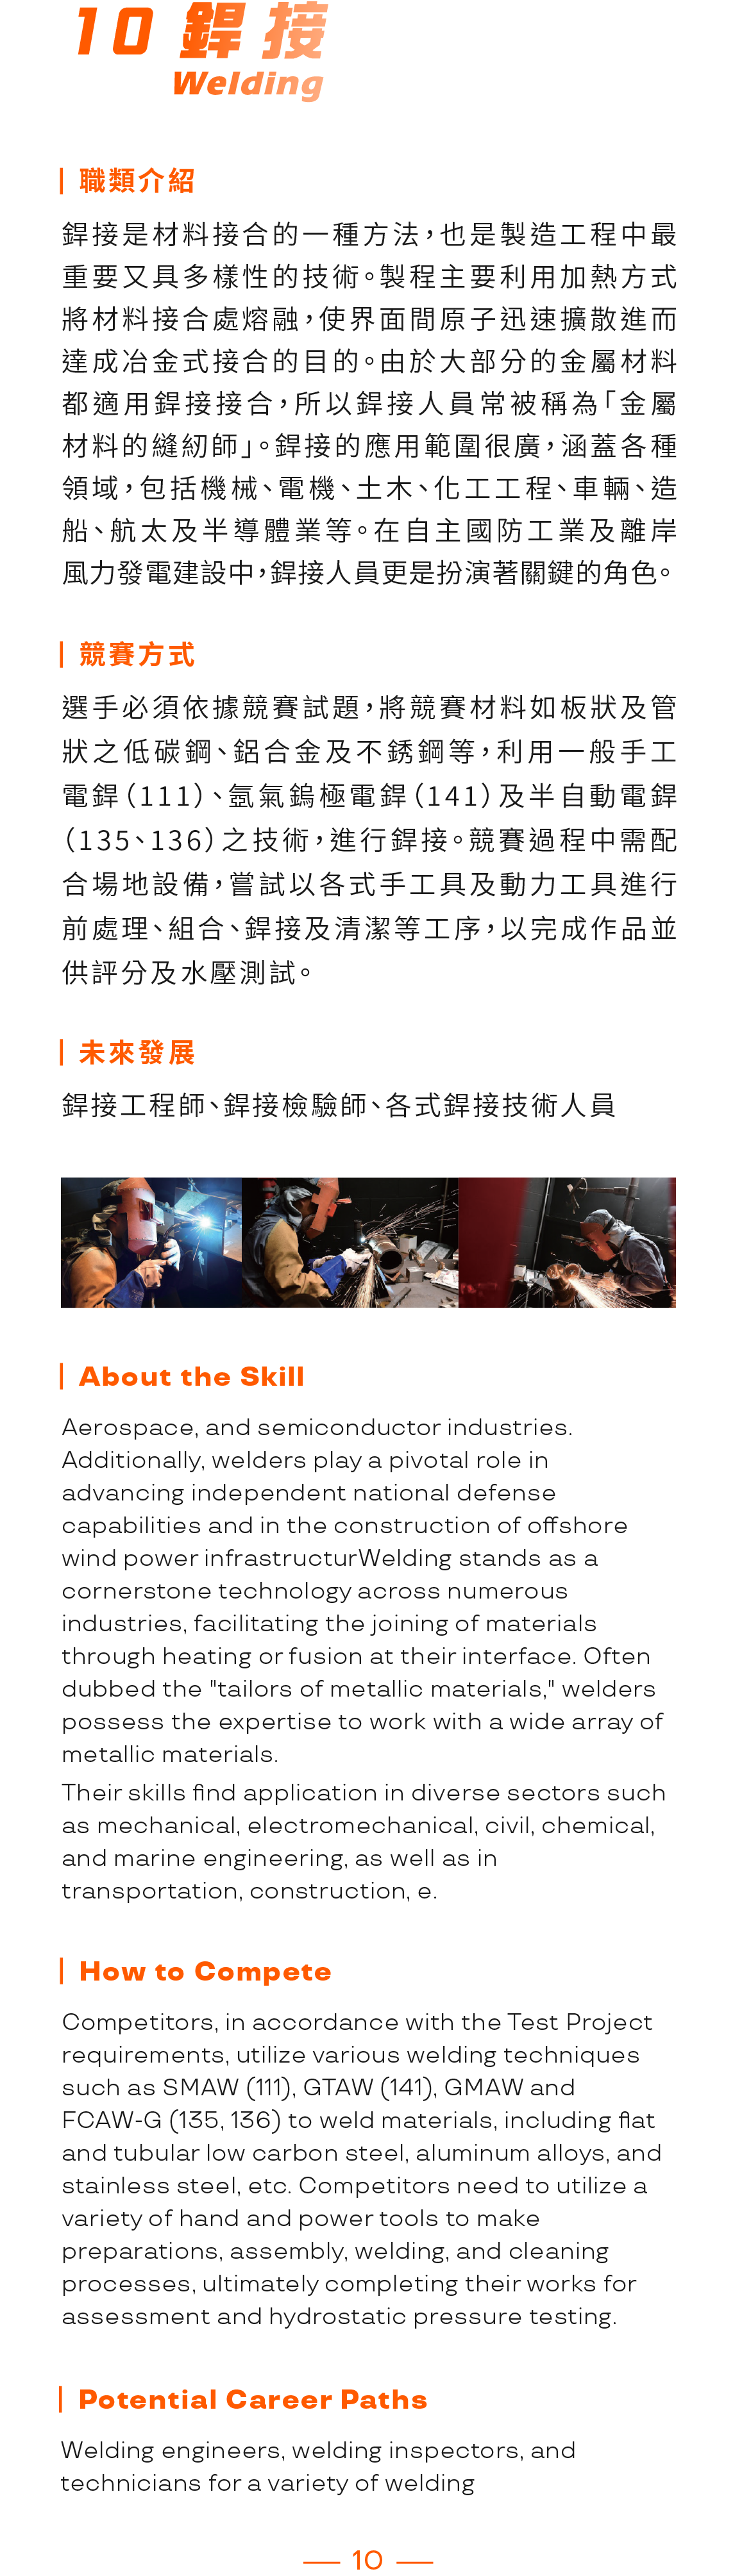 10 銲接
Welding
職類介紹
銲接是材料接合的一種方法，也是製造工程中最
重要又具多樣性的技術。製程主要利用加熱方式
將材料接合處熔融，使界面間原子迅速擴散進而
達成冶金式接合的目的。由於大部分的金屬材料
都適用銲接接合，所以銲接人員常被稱為「金屬
材料的縫紉師」。銲接的應用範圍很廣，涵蓋各種
領域，包括機械、電機、土木、化工工程、車輛、造
船、航太及半導體業等。在自主國防工業及離岸
風力發電建設中，銲接人員更是扮演著關鍵的角色。
競賽方式
選手必須依據競賽試題，將競賽材料如板狀及管
狀之低碳鋼、鋁合金及不銹鋼等，利用一般手工
電銲（111）、氬氣鎢極電銲（141）及半自動電銲
（135、136）之技術，進行銲接。競賽過程中需配
合場地設備，嘗試以各式手工具及動力工具進行
前處理、組合、銲接及清潔等工序，以完成作品並
供評分及水壓測試。
未來發展
銲接工程師、銲接檢驗師、各式銲接技術人員
About the Skill
Aerospace, and semiconductor industries.
Additionally, welders play a pivotal role in
advancing independent national defense
capabilities and in the construction of offshore
wind power infrastructurWelding stands as a
cornerstone technology across numerous
industries, facilitating the joining of materials
through heating or fusion at their interface. Often
dubbed the "tailors of metallic materials," welders
possess the expertise to work with a wide array of
metallic materials.
Their skills find application in diverse sectors such
as mechanical, electromechanical, civil, chemical,
and marine engineering, as well as in
transportation, construction, e.
How to Compete
Competitors, in accordance with the Test Project
requirements, utilize various welding techniques
such as SMAW (111), GTAW (141), GMAW and
FCAW-G (135, 136) to weld materials, including flat
and tubular low carbon steel, aluminum alloys, and
stainless steel, etc. Competitors need to utilize a
variety of hand and power tools to make
preparations, assembly, welding, and cleaning
processes, ultimately completing their works for
assessment and hydrostatic pressure testing.
Potential Career Paths
Welding engineers, welding inspectors, and
technicians for a variety of welding
10